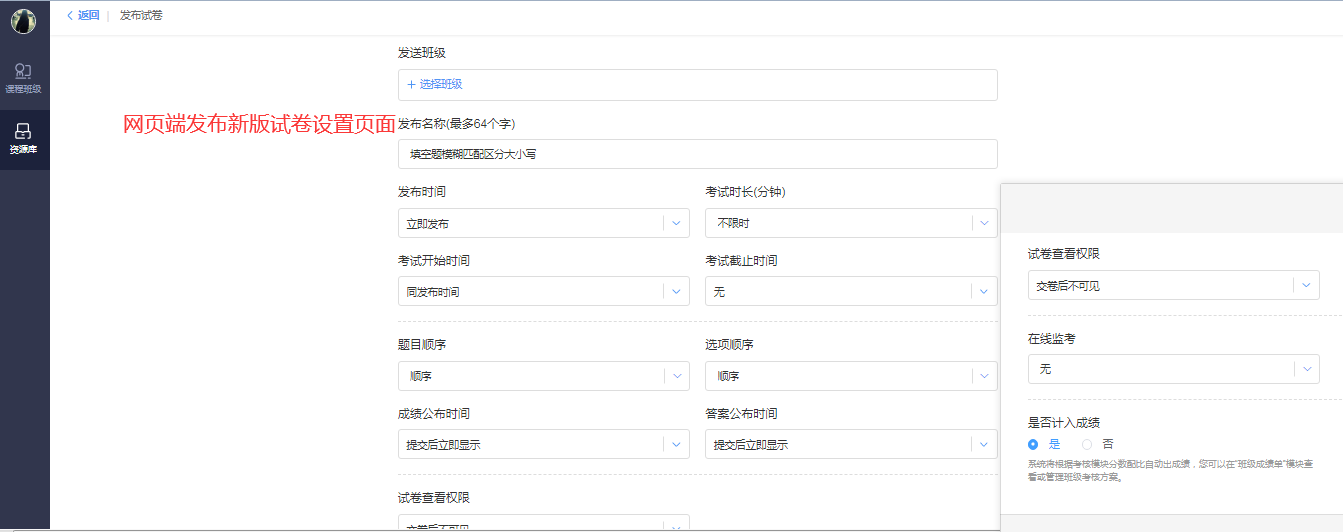 返回
发布试卷
课程班级
资源库
网页端发布新版试卷设置页面
发送班级
+ 选择班级
发布名称(最多64个字)
填空题模糊匹配区分大小写
发布时间
考试时长(分钟)
立即发布
不限时
考试开始时间
考试截止时间
同发布时间
无
题目顺序
选项顺序
顺序
顺序
成绩公布时间
答案公布时间
提交后立即显示
提交后立即显示
试卷查看权限
交卷后不可见
试卷查看权限
交卷后不可见
在线监考
无
是否计入成绩
是
否
系统将根据考核模块分数配比自动出成绩，您可以在"班级成绩单"模块查
看或管理班级考核方案。